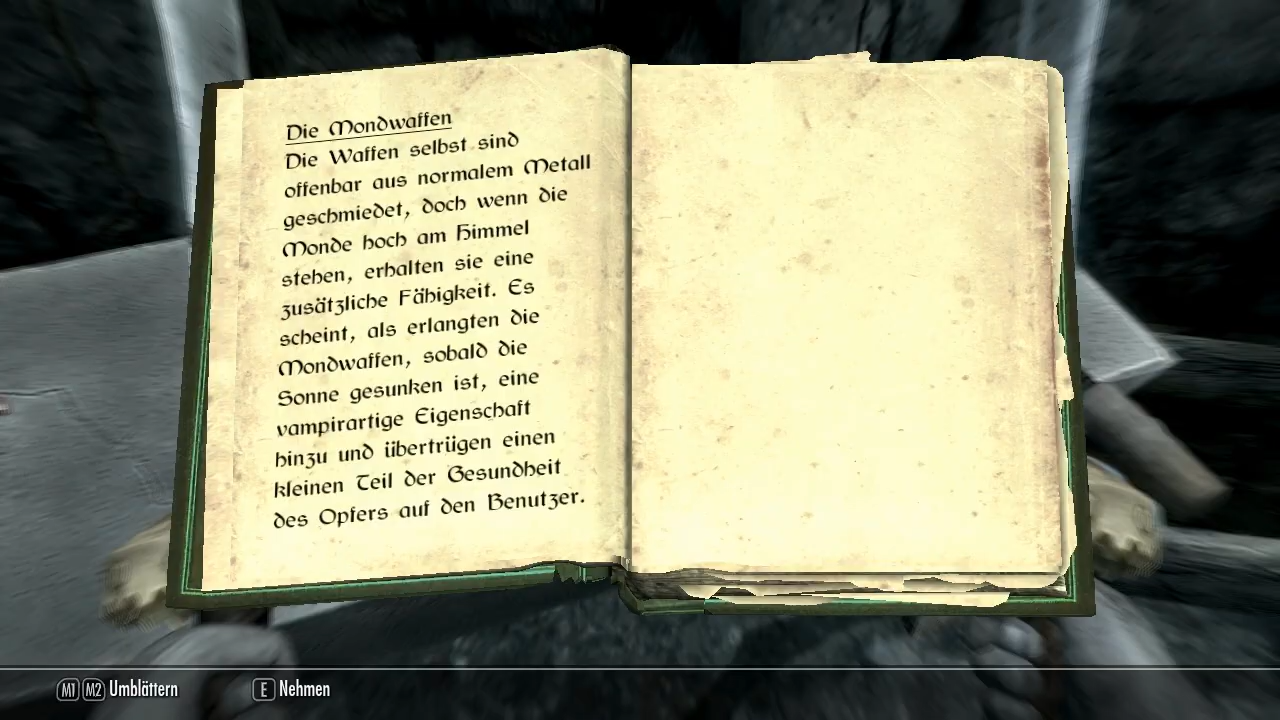 Die Mondwaffen
Die Waffen selbst sind
offenbar aus normalem Metall
geschmiedet, doch wenn die
Monde hoch am Himmel
stehen, erhalten sie eine
zusätzliche Fähigkeit. Es
scheint, als erlangten die
Mondwaffen, sobald die
Sonne gesunken ist, eine
vampirartige Eigenschaft
hinzu und übertrügen einen
kleinen Teil der Gesundheit
des Opfers auf den Benutzer.
M1 M2 Umblättern
E Nehmen